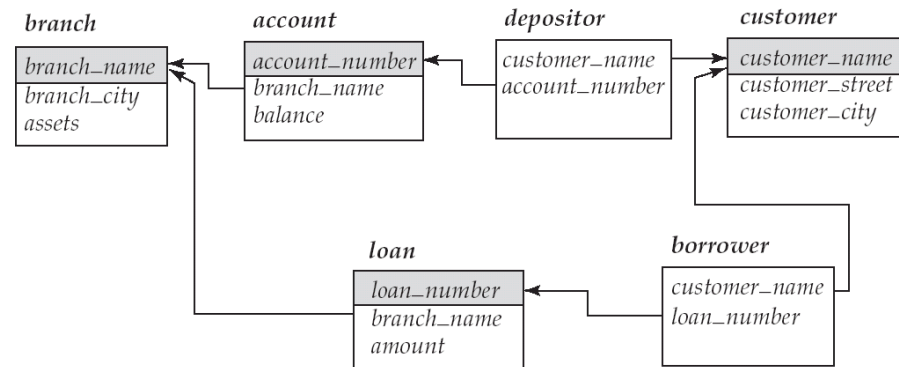 branch
branch_name
branch_city
assets
account
account_number
branch_name
balance
depositor
customer_name
account_number
customer
customer_name
customer_street
customer_city
loan
loan_number
branch_name
amount
borrower
customer_name
loan_number